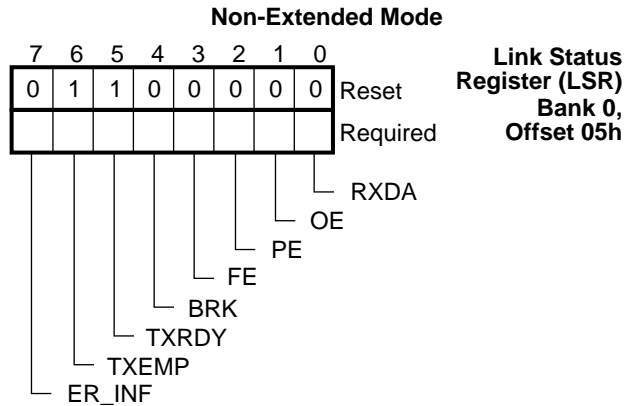 Non-Extended Mode
7 6 5 4 3 2 1 0
Link Status
Register (LSR)
Bank 0,
Offset 05h
0 1 1 0 0 0 0 0 Reset
Required
RXDA
OE
PE
FE
BRK
TXRDY
TXEMP
ER_INF